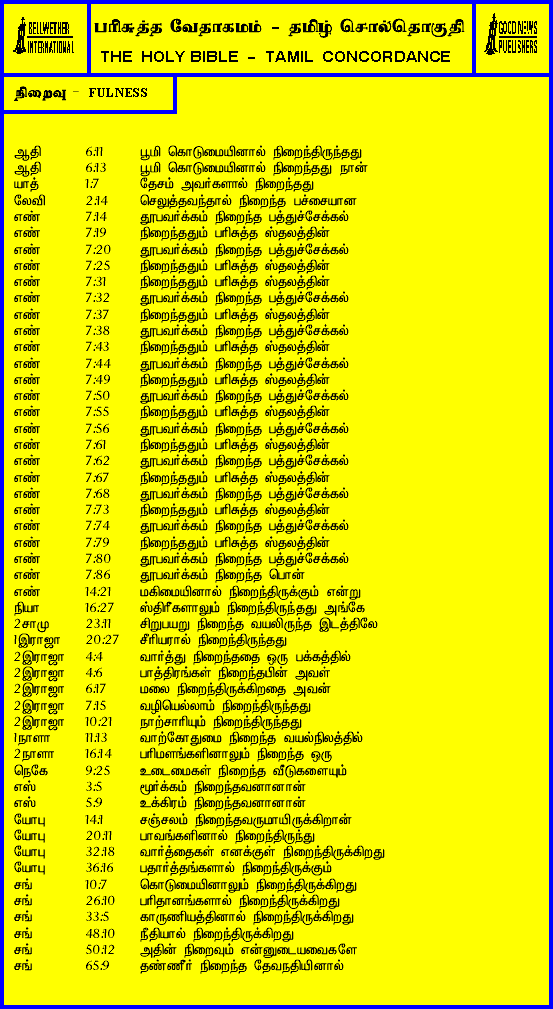 BELLWETHER
INTERNATIONAL
பரிசுத்த வேதாகமம் - தமிழ் சொல்தொகுதி
THE HOLY BIBLE - TAMIL CONCORDANCE
GOOD NEWS
PUBLISHERS
நிறைவு - FULNESS
ஆதி 6:11 பூமி கொடுமையினால் நிறைந்திருந்தது
ஆதி 6:13 பூமி கொடுமையினால் நிறைந்தது நான்
யாத் 1:7 தேசம் அவர்களால் நிறைந்தது
லேவி 2:14 செலுத்தவந்தால் நிறைந்த பச்சையான
எண் 7:14 தூபவர்க்கம் நிறைந்த பத்துச்சேக்கல்
எண் 7:19 நிறைந்ததும் பரிசுத்த ஸ்தலத்தின்
எண் 7:20 தூபவர்க்கம் நிறைந்த பத்துச்சேக்கல்
எண் 7:25 நிறைந்ததும் பரிசுத்த ஸ்தலத்தின்
எண் 7:31 நிறைந்ததும் பரிசுத்த ஸ்தலத்தின்
எண் 7:32 தூபவர்க்கம் நிறைந்த பத்துச்சேக்கல்
எண் 7:37 நிறைந்ததும் பரிசுத்த ஸ்தலத்தின்
எண் 7:38 தூபவர்க்கம் நிறைந்த பத்துச்சேக்கல்
எண் 7:43 நிறைந்ததும் பரிசுத்த ஸ்தலத்தின்
எண் 7:44 தூபவர்க்கம் நிறைந்த பத்துச்சேக்கல்
எண் 7:49 நிறைந்ததும் பரிசுத்த ஸ்தலத்தின்
எண் 7:50 தூபவர்க்கம் நிறைந்த பத்துச்சேக்கல்
எண் 7:55 நிறைந்ததும் பரிசுத்த ஸ்தலத்தின்
எண் 7:56 தூபவர்க்கம் நிறைந்த பத்துச்சேக்கல்
எண் 7:61 நிறைந்ததும் பரிசுத்த ஸ்தலத்தின்
எண் 7:62 தூபவர்க்கம் நிறைந்த பத்துச்சேக்கல்
எண் 7:67 நிறைந்ததும் பரிசுத்த ஸ்தலத்தின்
எண் 7:68 தூபவர்க்கம் நிறைந்த பத்துச்சேக்கல்
எண் 7:73 நிறைந்ததும் பரிசுத்த ஸ்தலத்தின்
எண் 7:74 தூபவர்க்கம் நிறைந்த பத்துச்சேக்கல்
எண் 7:79 நிறைந்ததும் பரிசுத்த ஸ்தலத்தின்
எண் 7:80 தூபவர்க்கம் நிறைந்த பத்துச்சேக்கல்
எண் 7:86 தூபவர்க்கம் நிறைந்த பொன்
எண் 14:21 மகிமையினால் நிறைந்திருக்கும் என்று
நியா 16:27 ஸ்திரீகளாலும் நிறைந்திருந்தது அங்கே
2சாமு 23:11 சிறுபயறு நிறைந்த வயலிருந்த இடத்திலே
1இராஜா 20:27 சீரியரால் நிறைந்திருந்தது
2இராஜா 4:4 வார்த்து நிறைந்ததை ஒரு பக்கத்தில்
2இராஜா 4:6 பாத்திரங்கள் நிறைந்தபின் அவள்
2இராஜா 6:17 மலை நிறைந்திருக்கிறதை அவன்
2இராஜா 7:15 வழியெல்லாம் நிறைந்திருந்தது
2இராஜா 10:21 நாற்சாரியும் நிறைந்திருந்தது
1நாளா 11:13 வாற்கோதுமை நிறைந்த வயல்நிலத்தில்
2நாளா 16:14 பரிமளங்களினாலும் நிறைந்த ஒரு
நெகே 9:25 உடைமைகள் நிறைந்த வீடுகளையும்
எஸ் 3:5 மூர்க்கம் நிறைந்தவனானான்
எஸ் 5:9 உக்கிரம் நிறைந்தவனானான்
யோபு 14:1 சஞ்சலம் நிறைந்தவருமாயிருக்கிறான்
யோபு 20:11 பாவங்களினால் நிறைந்திருந்து
யோபு 32:18 வார்த்தைகள் எனக்குள் நிறைந்திருக்கிறது
யோபு 36:16 பதார்த்தங்களால் நிறைந்திருக்கும்
சங் 10:7 கொடுமையினாலும் நிறைந்திருக்கிறது
சங் 26:10 பரிதானங்களால் நிறைந்திருக்கிறது
சங் 33:5 காருணியத்தினால் நிறைந்திருக்கிறது
சங் 48:10 நீதியால் நிறைந்திருக்கிறது
சங் 50:12 அதின் நிறைவும் என்னுடையவைகளே
சங் 65:9 தண்ணீர் நிறைந்த தேவநதியினால்